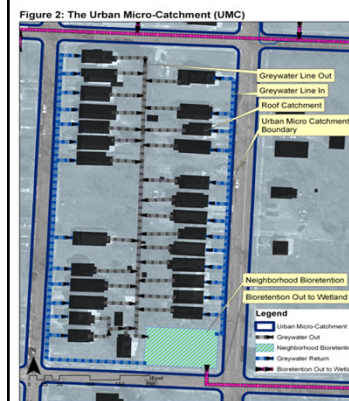 Figure 2: The Urban Micro-Catchment (UMC)
Greywater Line Out
Greywater Line In
Roof Catchment
Urban Micro Catchment
Boundary
Neighborhood Bioretention
Bioretention Out to Wetland
Legend
Urban Micro-Catchment
Greywater Out
Neighborhood Bioretentio
Greywater Return
Bioretention Out to Wetla